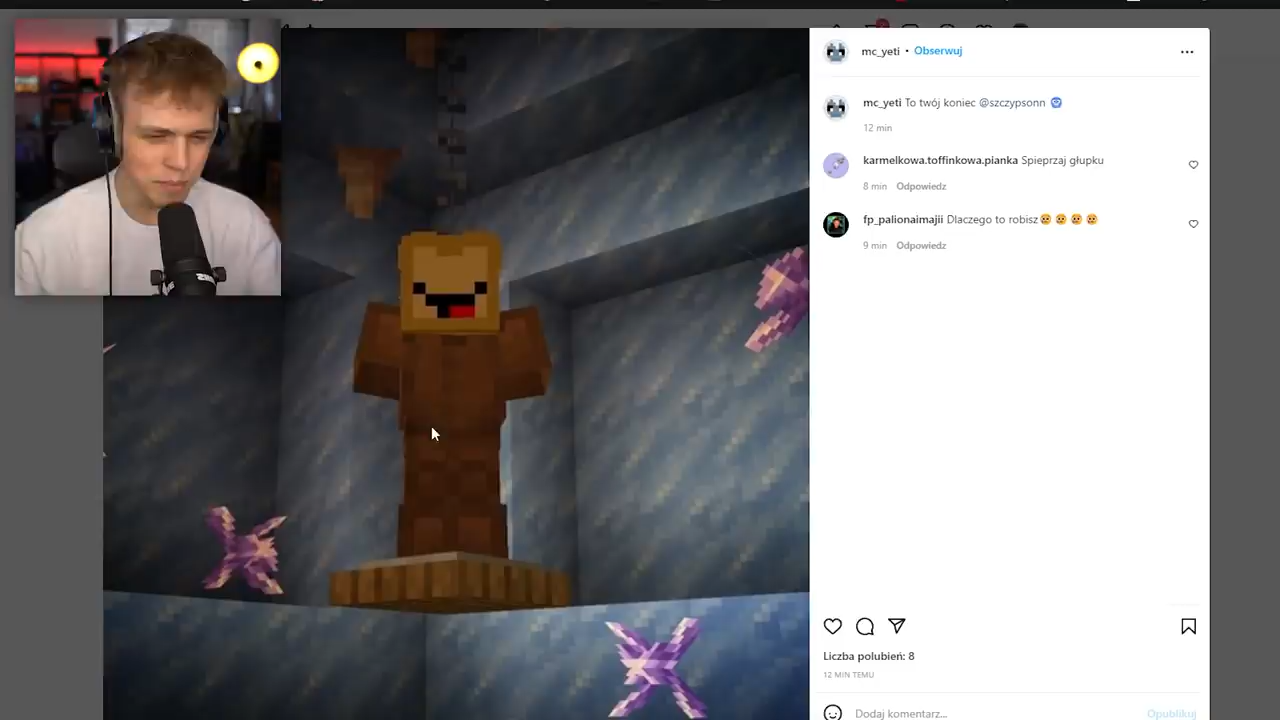 mc_yeti • Obserwuj
mc_yeti To twój koniec @szczypsonn
12 min
karmelkowa.toffinkowa.pianka Spieprzaj głupku
8 min Odpowiedz
fp_palionaimajii Dlaczego to robisz
9 min Odpowiedz
Liczba polubień: 8
12 MIN TEMU
Dodaj komentarz... Opublikuj